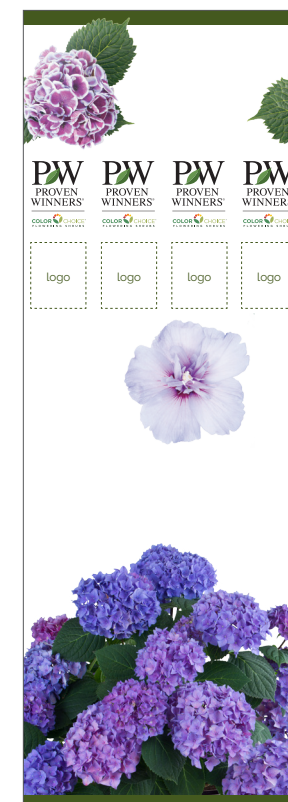 PW PW PW PW
PROVEN PROVEN PROVEN PROVEN
WINNERS® WINNERS® WINNERS® WINNER
COLOR CHOICE® COLOR CHOICE® COLOR CHOICE® COLOR CHOICE
FLOWERING SHRUBS FLOWERING SHRUBS FLOWERING SHRUBS FLOWERING SHRUBS
logo logo logo logo